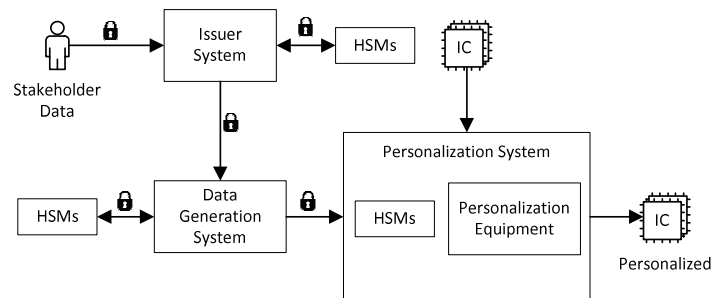 Issuer
System
HSMs
IC
Stakeholder
Data
Personalization System
HSMs
Data
Generation
System
HSMs
Personalization
Equipment
IC
Personalized